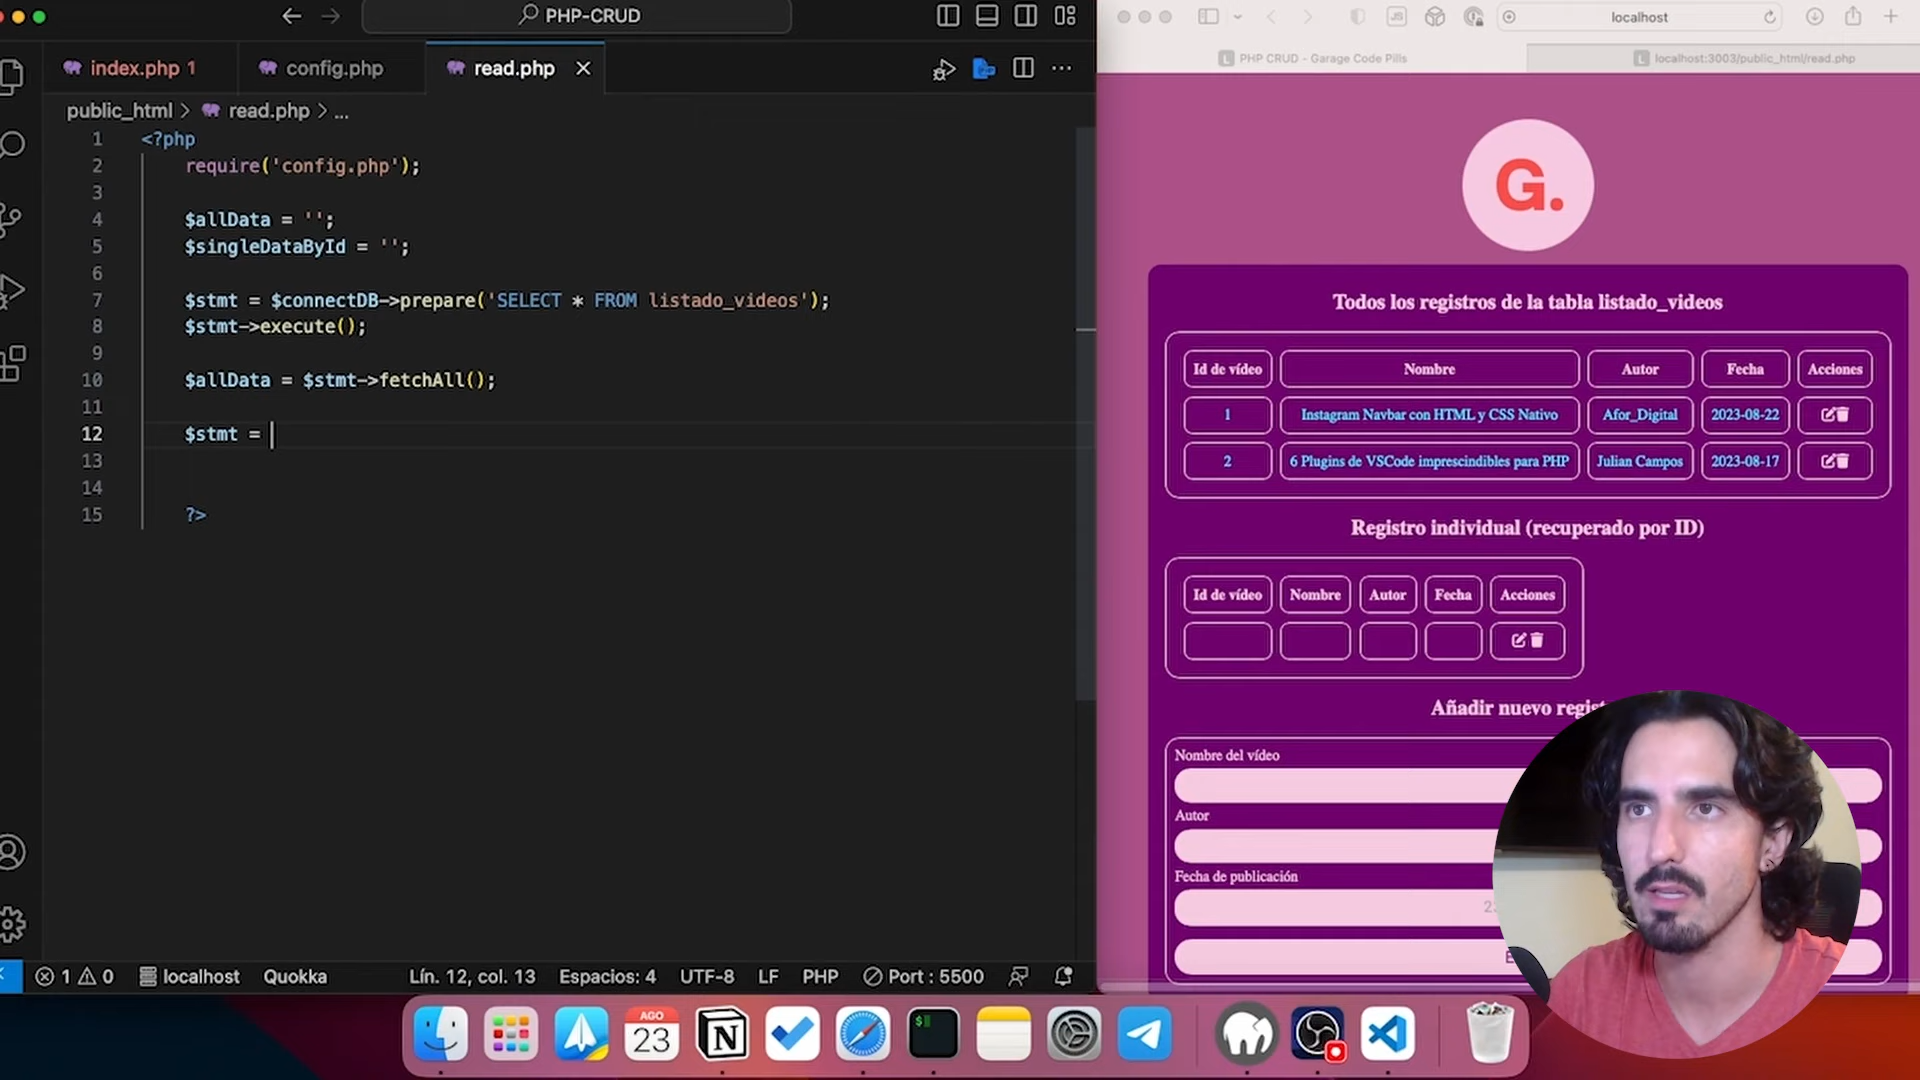 PHP-CRUD
index.php 1
config.php
read.php
public_html > read.php > ...
1 <?php
2 require('config.php');
3
4 $allData = '';
5 $singleDataById = '';
6
7 $stmt = $connectDB->prepare('SELECT * FROM listado_videos');
8 $stmt->execute();
9
10 $allData = $stmt->fetchAll();
11
12 $stmt =
13
14
15 ?>
1 0 localhost Quokka Lín. 12, col. 13 Espacios: 4 UTF-8 LF PHP Port : 5500
localhost
L PHP CRUD - Garage Code Pills
L localhost:3003/public_html/read.php
G.
Todos los registros de la tabla listado_videos
Id de vídeo Nombre Autor Fecha Acciones
1 Instagram Navbar con HTML y CSS Nativo Afor_Digital 2023-08-22
2 6 Plugins de VSCode imprescindibles para PHP Julian Campos 2023-08-17
Registro individual (recuperado por ID)
Id de vídeo Nombre Autor Fecha Acciones
Añadir nuevo
Nombre del vídeo
Autor
Fecha de publicación
AGO
23
$